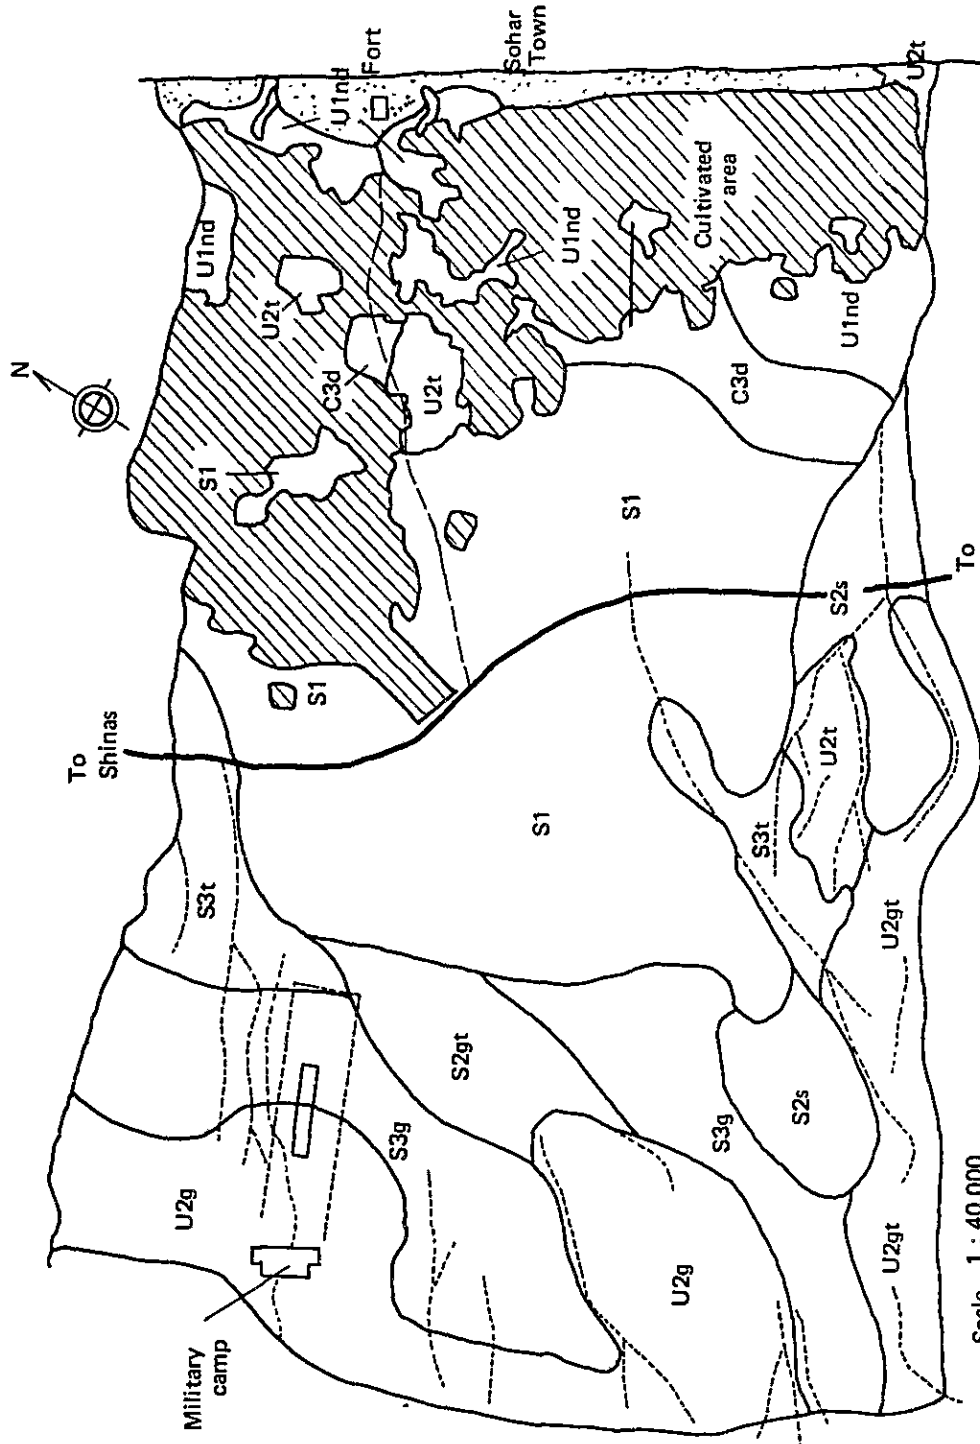 N
To
Shinas
Military
camp
U2g
S3t
S3g
S2gt
U2g
S3g
S2s
U2gt
U2gt
S1
S1
S1
S1
U2t
C3d
U2t
U1nd
U1nd
Fort
Sohar
Town
U1nd
Cultivated
area
U2t
C3d
U1nd
S3t
U2t
S2s
To
Scale 1 : 40 000